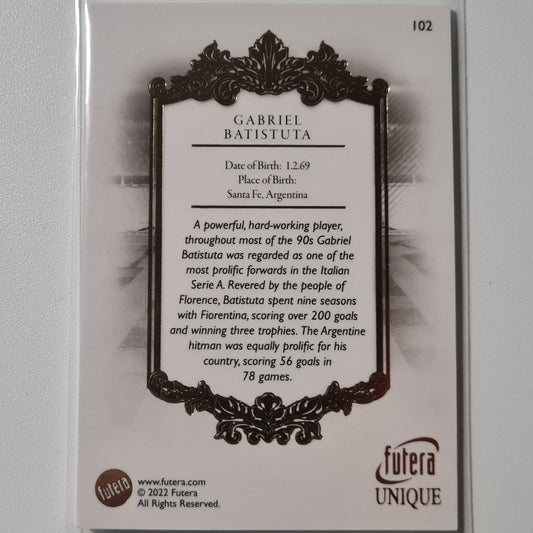 102
GABRIEL
BATISTUTA
Date of Birth: 1.2.69
Place of Birth:
Santa Fe, Argentina
A powerful, hard-working player,
throughout most of the 90s Gabriel
Batistuta was regarded as one of the
most prolific forwards in the Italian
Serie A. Revered by the people of
Florence, Batistuta spent nine seasons
with Fiorentina, scoring over 200 goals
and winning three trophies. The Argentine
hitman was equally prolific for his
country, scoring 56 goals in
78 games.
futera
www.futera.com
© 2022 Futera
All Rights Reserved.
futera
UNIQUE